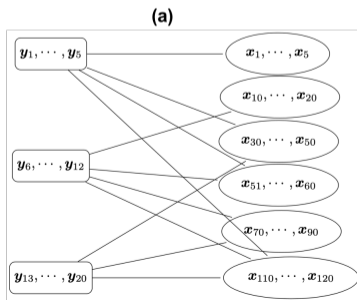 (a)
y₁, ⋯ , y₅
x₁, ⋯ , x₅
x₁₀, ⋯ , x₂₀
x₃₀, ⋯ , x₅₀
y₆, ⋯ , y₁₂
x₅₁, ⋯ , x₆₀
x₇₀, ⋯ , x₉₀
y₁₃, ⋯ , y₂₀
x₁₁₀, ⋯ , x₁₂₀